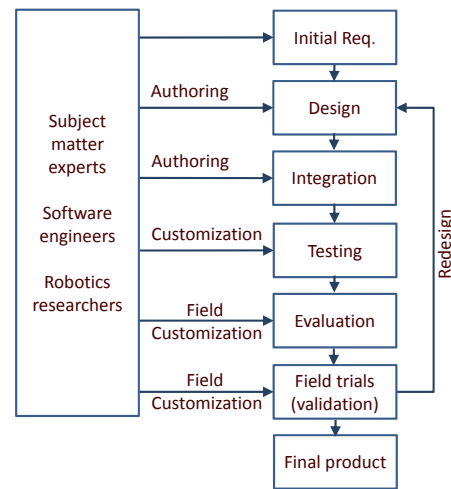 Subject
matter
experts
Software
engineers
Robotics
researchers
Initial Req.
Authoring
Design
Authoring
Integration
Customization
Testing
Field
Customization
Evaluation
Field
Customization
Field trials
(validation)
Final product
Redesign